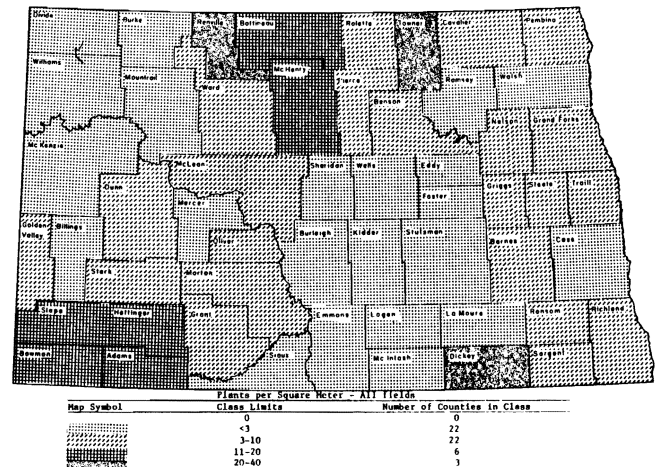 Divide Burke Renville Bottineau Rolette Towner Cavalier Pembina
Williams Mountrail Ward McHenry Pierce Benson Ramsey Walsh
Nelson Grand Forks
McKenzie Dunn McLean Sheridan Wells Eddy
Foster Griggs Steele Traill
Mercer
Golden Valley Billings Oliver Burleigh Kidder Stutsman Barnes Cass
Stark Morton
Slope Hettinger Grant Emmons Logan La Moure Ransom Richland
Bowman Adams Sioux McIntosh Dickey Sargent
Plants per Square Meter - All fields
Map Symbol Class Limits Number of Counties in Class
0 0
<3 22
3-10 22
11-20 6
20-40 3